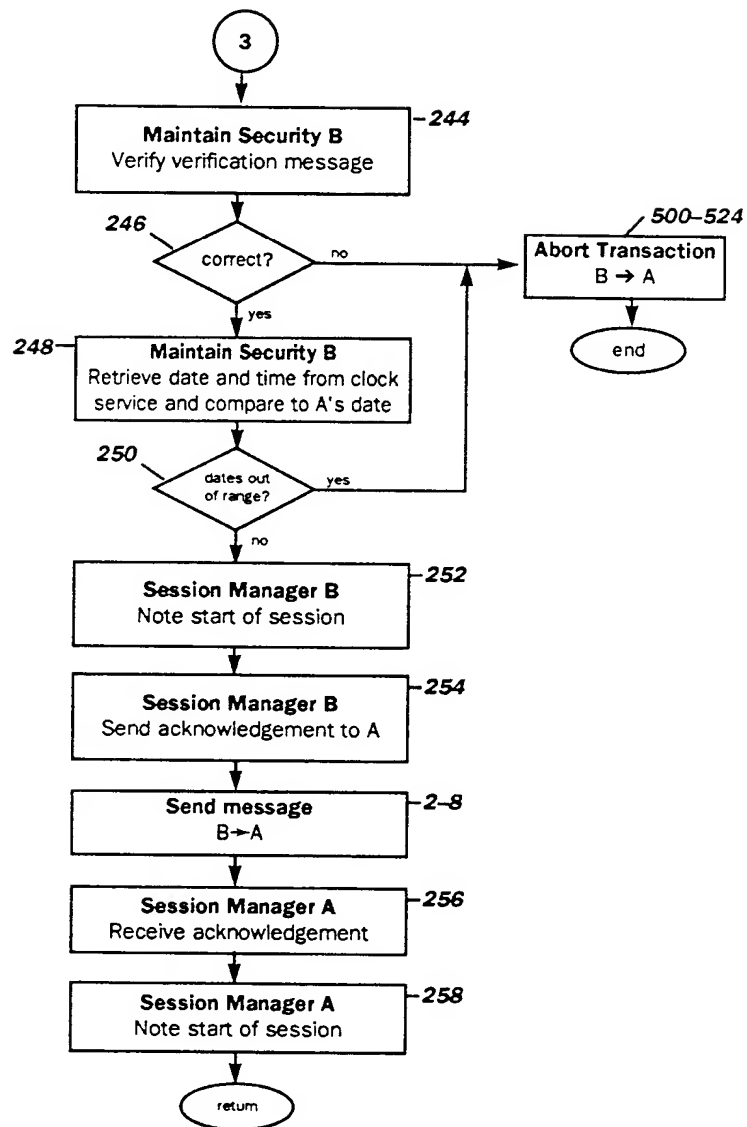 3
244
Maintain Security B
Verify verification message
246
correct?
no
yes
500–524
Abort Transaction
B → A
end
248
Maintain Security B
Retrieve date and time from clock
service and compare to A's date
250
dates out
of range?
yes
no
252
Session Manager B
Note start of session
254
Session Manager B
Send acknowledgement to A
2–8
Send message
B→A
256
Session Manager A
Receive acknowledgement
258
Session Manager A
Note start of session
return